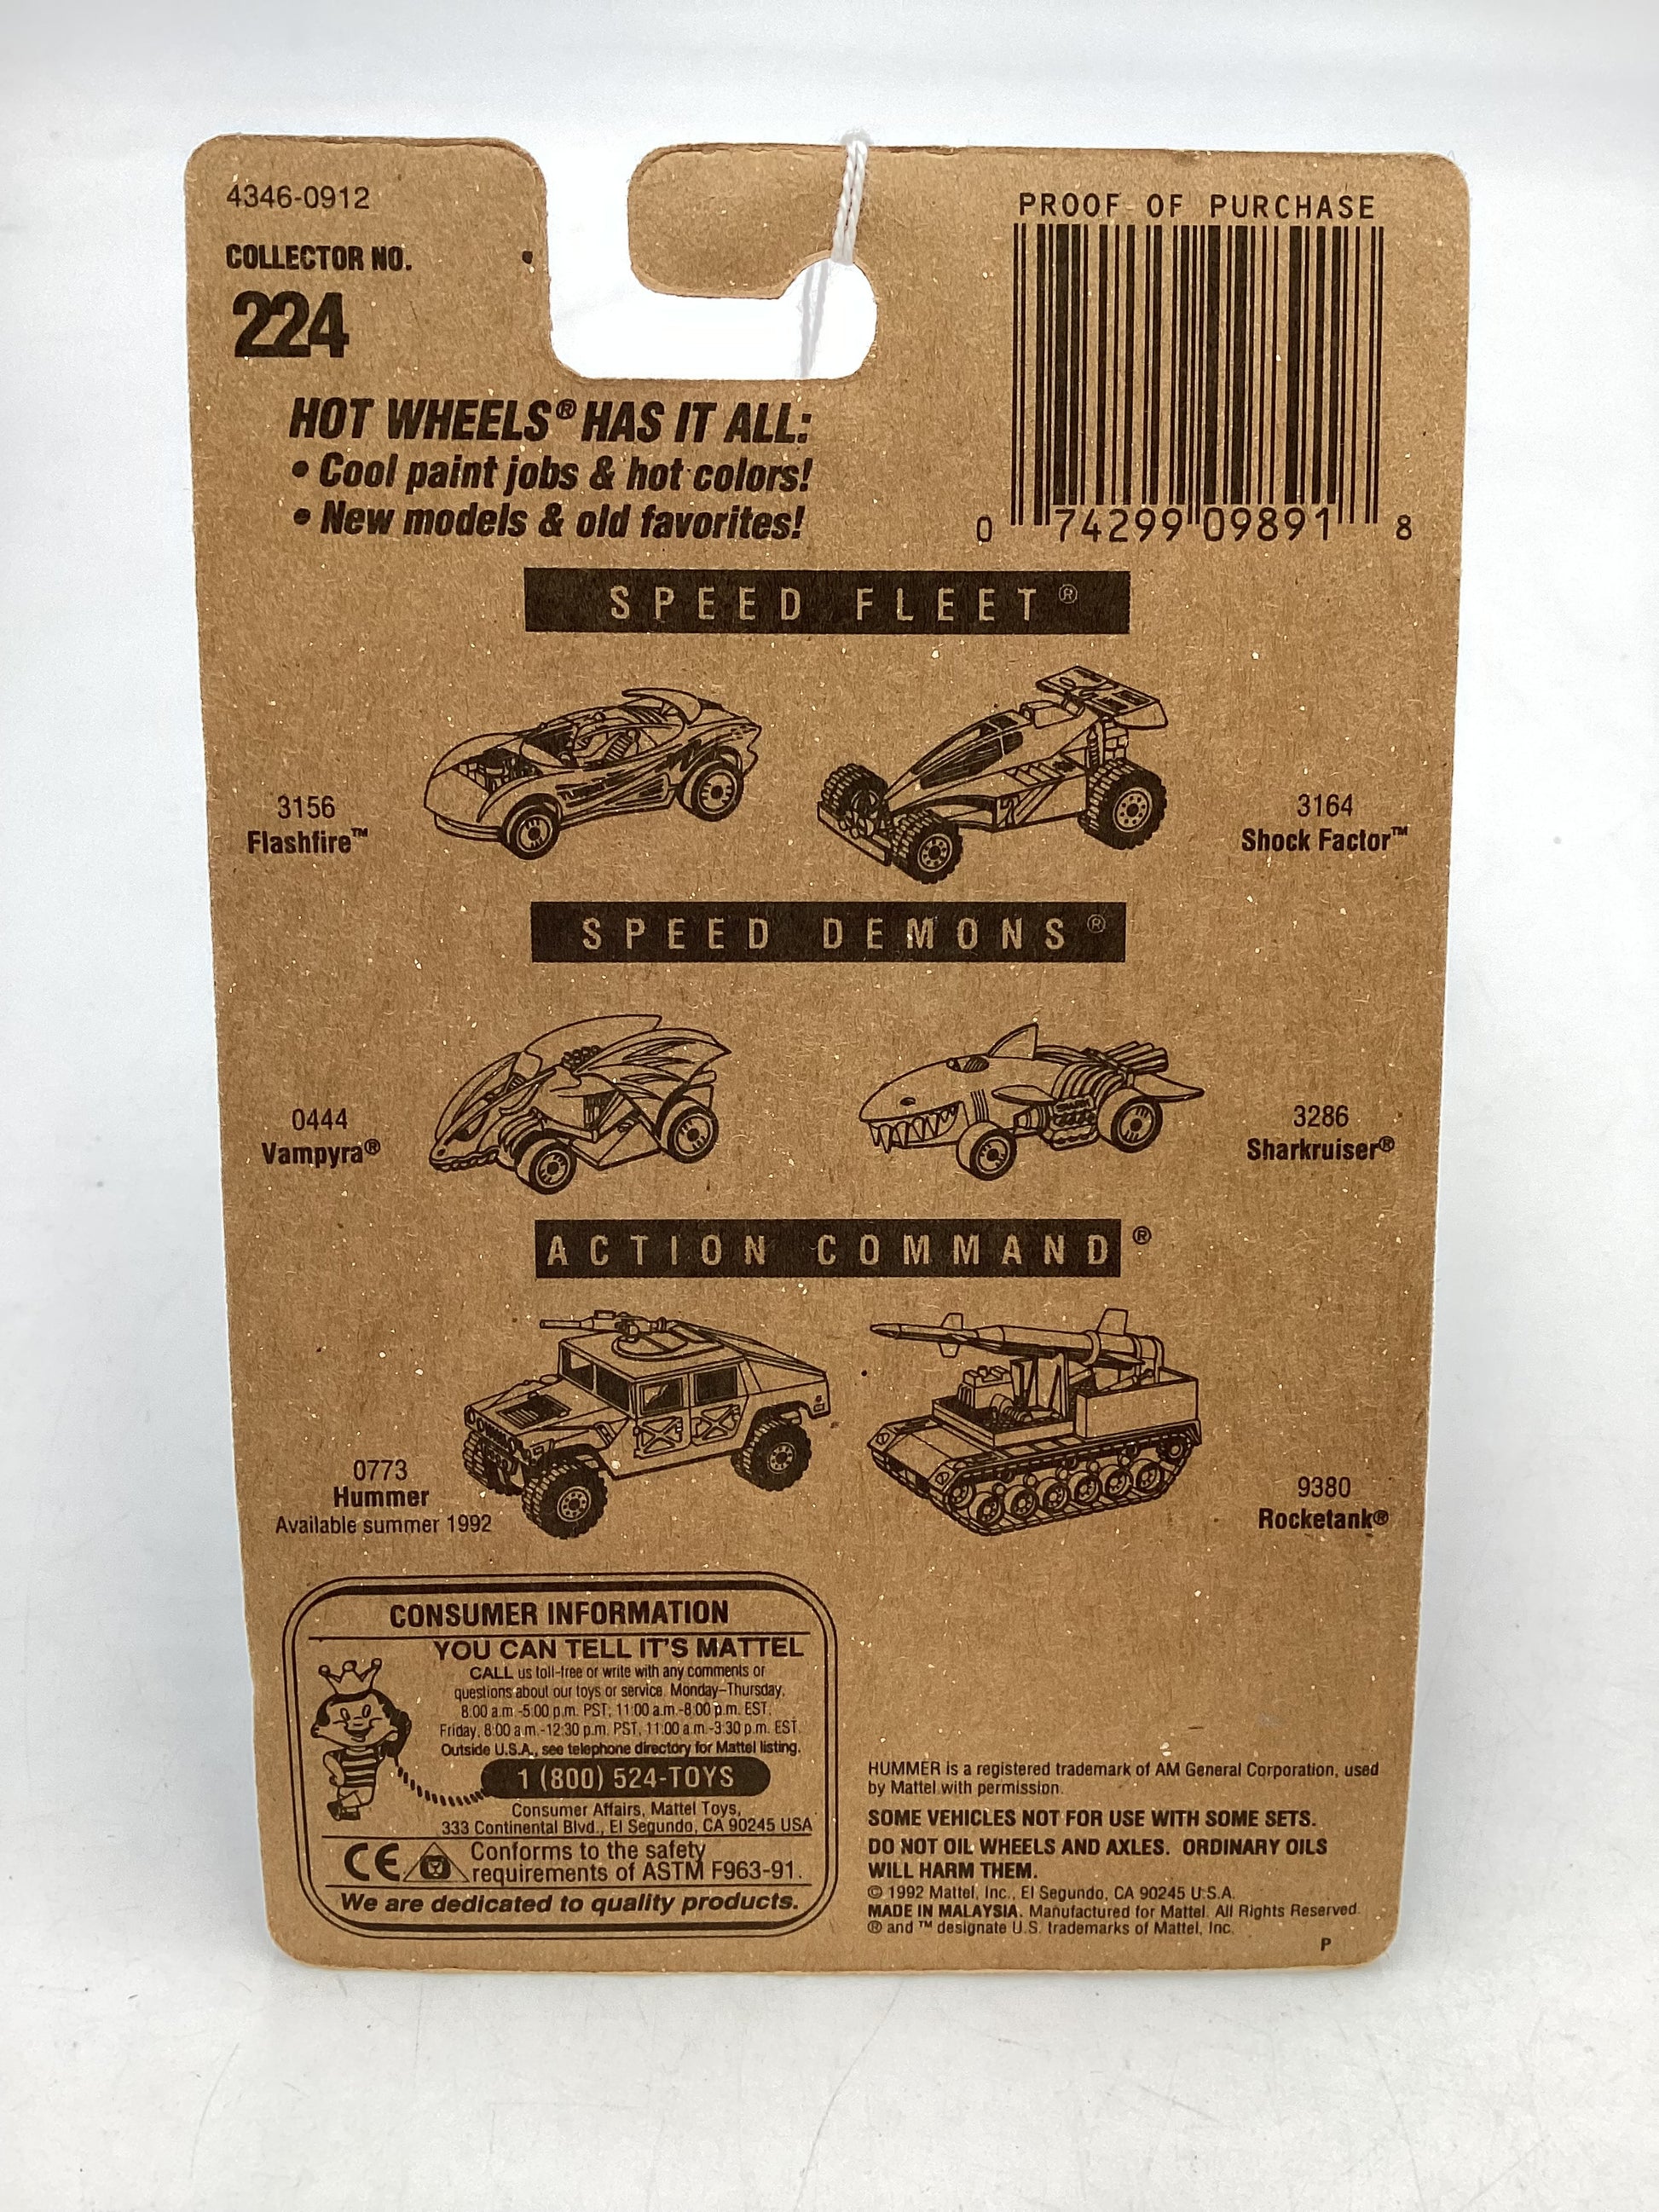 4346-0912
COLLECTOR NO.
224
PROOF OF PURCHASE
0 74299 09891 8
HOT WHEELS® HAS IT ALL:
• Cool paint jobs & hot colors!
• New models & old favorites!
SPEED FLEET®
3156
Flashfire™
3164
Shock Factor™
SPEED DEMONS®
0444
Vampyra®
3286
Sharkruiser®
ACTION COMMAND®
0773
Hummer
Available summer 1992
9380
Rocketank®
CONSUMER INFORMATION
YOU CAN TELL IT'S MATTEL
CALL us toll-free or write with any comments or
questions about our toys or service. Monday–Thursday,
8:00 a.m.-5:00 p.m. PST; 11:00 a.m.-8:00 p.m. EST;
Friday, 8:00 a.m.-12:30 p.m. PST, 11:00 a.m.-3:30 p.m. EST.
Outside U.S.A., see telephone directory for Mattel listing.
1 (800) 524-TOYS
Consumer Affairs, Mattel Toys,
333 Continental Blvd., El Segundo, CA 90245 USA
CE Conforms to the safety
requirements of ASTM F963-91.
We are dedicated to quality products.
HUMMER is a registered trademark of AM General Corporation, used
by Mattel with permission.
SOME VEHICLES NOT FOR USE WITH SOME SETS.
DO NOT OIL WHEELS AND AXLES. ORDINARY OILS
WILL HARM THEM.
© 1992 Mattel, Inc., El Segundo, CA 90245 U.S.A.
MADE IN MALAYSIA. Manufactured for Mattel. All Rights Reserved.
® and ™ designate U.S. trademarks of Mattel, Inc.
P